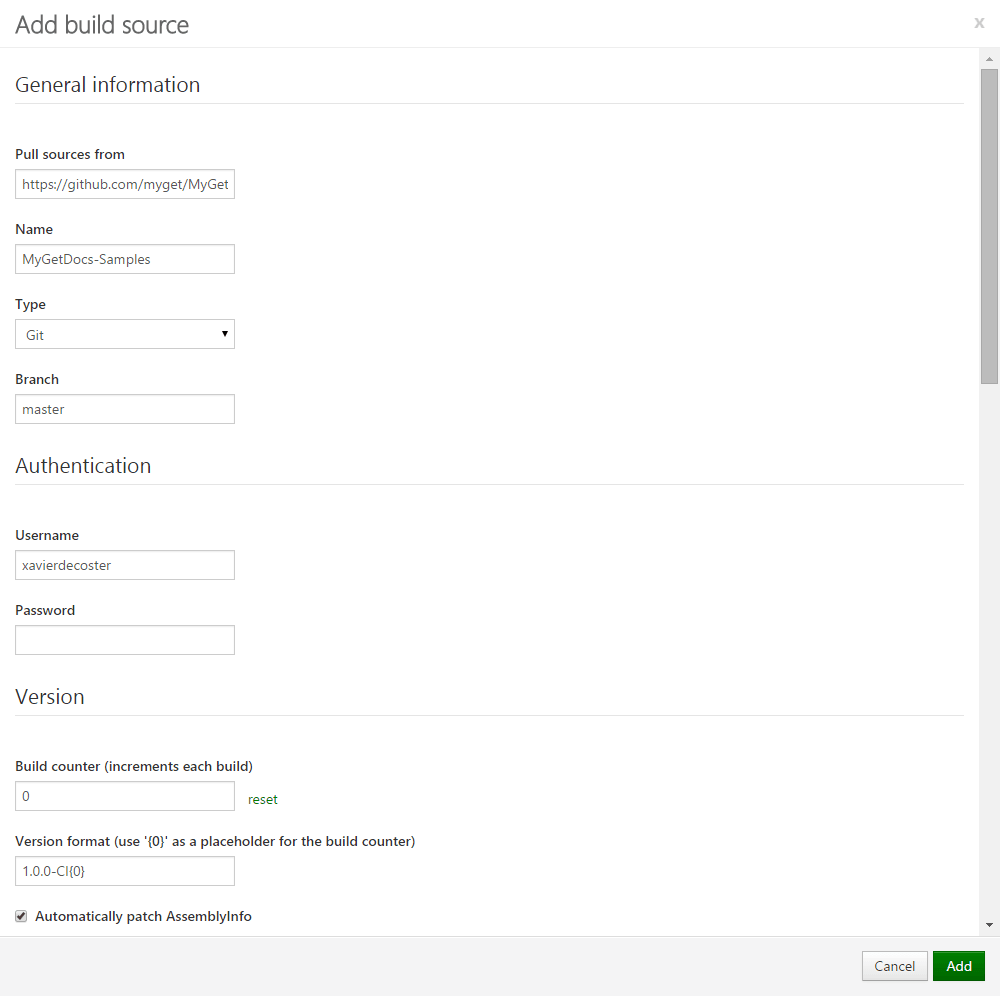 Add build source
x
General information
Pull sources from
https://github.com/myget/MyGet
Name
MyGetDocs-Samples
Type
Git
Branch
master
Authentication
Username
xavierdecoster
Password
Version
Build counter (increments each build)
0 reset
Version format (use '{0}' as a placeholder for the build counter)
1.0.0-CI{0}
Automatically patch AssemblyInfo
Cancel Add